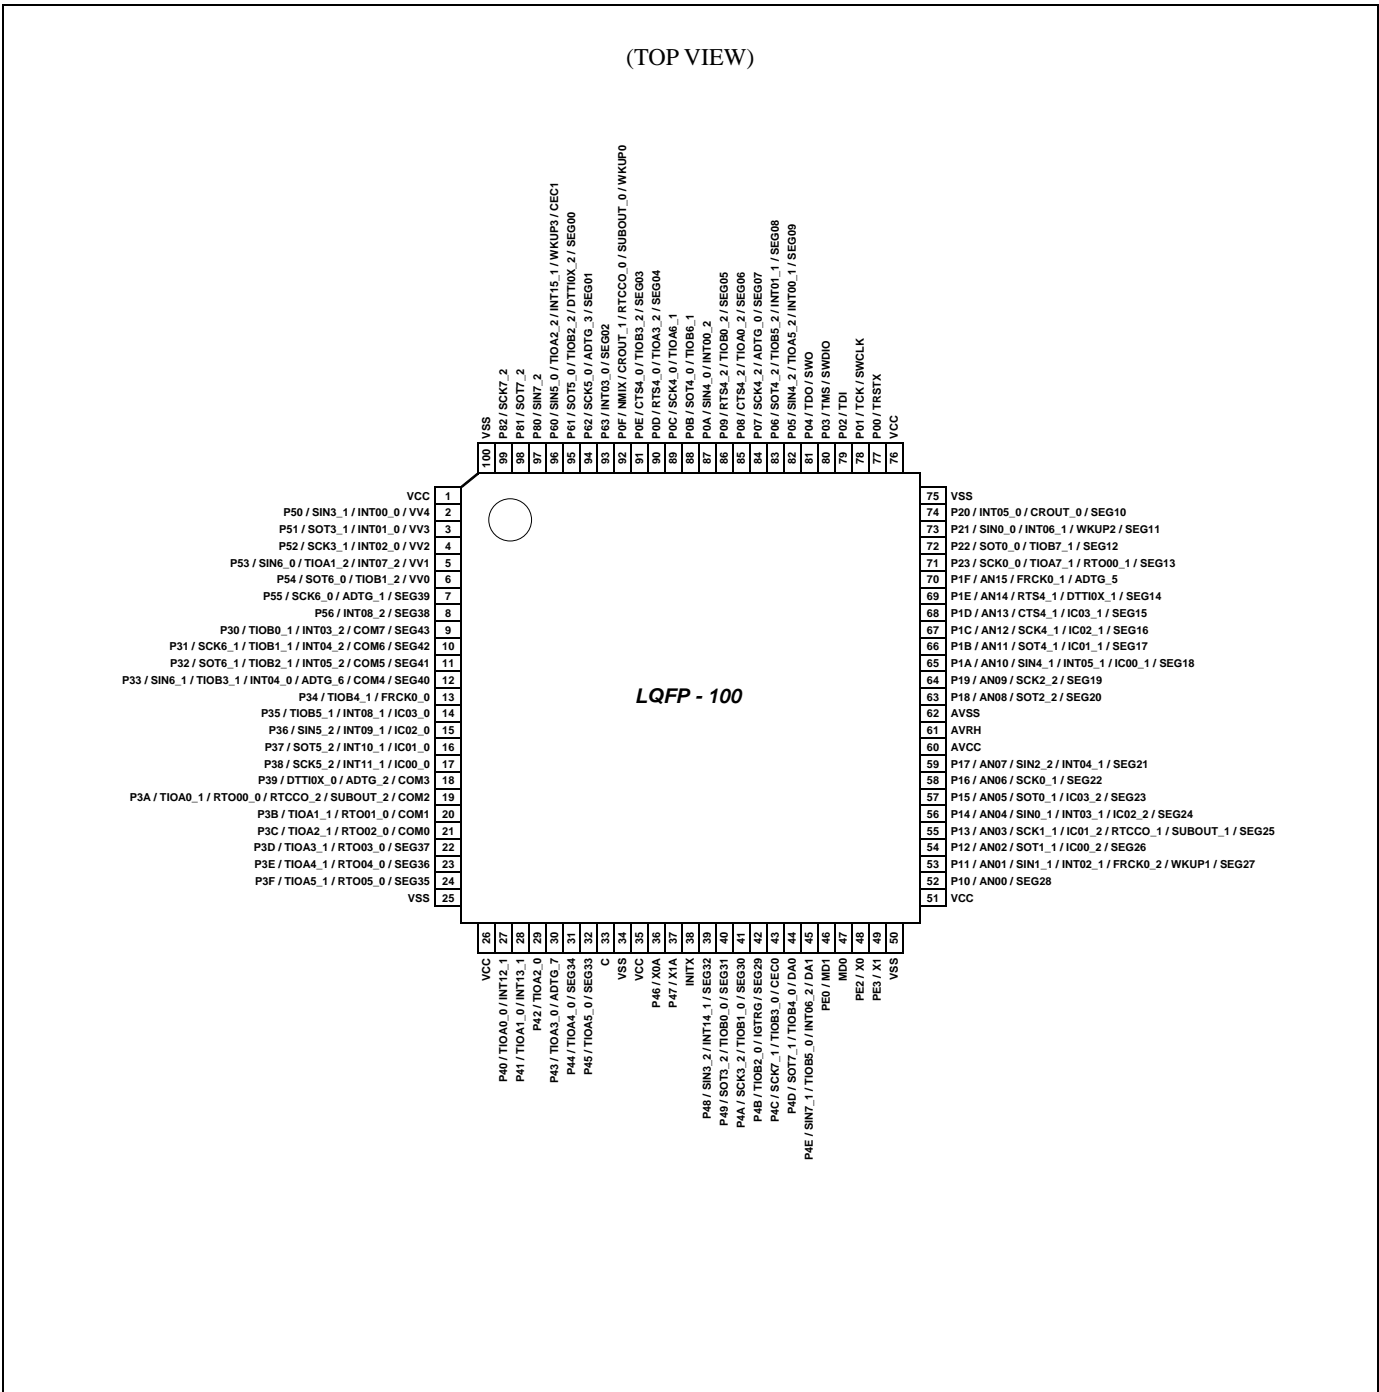 (TOP VIEW)
VSS
P82 / SCK7_2
P81 / SOT7_2
P80 / SIN7_2
P60 / SIN5_0 / TIOA2_2 / INT15_1 / WKUP3 / CEC1
P61 / SOT5_0 / TIOB2_2 / DTTI0X_2 / SEG00
P62 / SCK5_0 / ADTG_3 / SEG01
P63 / INT03_0 / SEG02
P0F / NMIX / CROUT_1 / RTCCO_0 / SUBOUT_0 / WKUP0
P0E / CTS4_0 / TIOB3_2 / SEG03
P0D / RTS4_0 / TIOA3_2 / SEG04
P0C / SCK4_0 / TIOA6_1
P0B / SOT4_0 / TIOB6_1
P0A / SIN4_0 / INT00_2
P09 / RTS4_2 / TIOB0_2 / SEG05
P08 / CTS4_2 / TIOA0_2 / SEG06
P07 / SCK4_2 / ADTG_0 / SEG07
P06 / SOT4_2 / TIOB5_2 / INT01_1 / SEG08
P05 / SIN4_2 / TIOA5_2 / INT00_1 / SEG09
P04 / TDO / SWO
P03 / TMS / SWDIO
P02 / TDI
P01 / TCK / SWCLK
P00 / TRSTX
VCC
100 99 98 97 96 95 94 93 92 91 90 89 88 87 86 85 84 83 82 81 80 79 78 77 76
VCC 1
P50 / SIN3_1 / INT00_0 / VV4 2
P51 / SOT3_1 / INT01_0 / VV3 3
P52 / SCK3_1 / INT02_0 / VV2 4
P53 / SIN6_0 / TIOA1_2 / INT07_2 / VV1 5
P54 / SOT6_0 / TIOB1_2 / VV0 6
P55 / SCK6_0 / ADTG_1 / SEG39 7
P56 / INT08_2 / SEG38 8
P30 / TIOB0_1 / INT03_2 / COM7 / SEG43 9
P31 / SCK6_1 / TIOB1_1 / INT04_2 / COM6 / SEG42 10
P32 / SOT6_1 / TIOB2_1 / INT05_2 / COM5 / SEG41 11
P33 / SIN6_1 / TIOB3_1 / INT04_0 / ADTG_6 / COM4 / SEG40 12
P34 / TIOB4_1 / FRCK0_0 13
P35 / TIOB5_1 / INT08_1 / IC03_0 14
P36 / SIN5_2 / INT09_1 / IC02_0 15
P37 / SOT5_2 / INT10_1 / IC01_0 16
P38 / SCK5_2 / INT11_1 / IC00_0 17
P39 / DTTI0X_0 / ADTG_2 / COM3 18
P3A / TIOA0_1 / RTO00_0 / RTCCO_2 / SUBOUT_2 / COM2 19
P3B / TIOA1_1 / RTO01_0 / COM1 20
P3C / TIOA2_1 / RTO02_0 / COM0 21
P3D / TIOA3_1 / RTO03_0 / SEG37 22
P3E / TIOA4_1 / RTO04_0 / SEG36 23
P3F / TIOA5_1 / RTO05_0 / SEG35 24
VSS 25
LQFP - 100
75 VSS
74 P20 / INT05_0 / CROUT_0 / SEG10
73 P21 / SIN0_0 / INT06_1 / WKUP2 / SEG11
72 P22 / SOT0_0 / TIOB7_1 / SEG12
71 P23 / SCK0_0 / TIOA7_1 / RTO00_1 / SEG13
70 P1F / AN15 / FRCK0_1 / ADTG_5
69 P1E / AN14 / RTS4_1 / DTTI0X_1 / SEG14
68 P1D / AN13 / CTS4_1 / IC03_1 / SEG15
67 P1C / AN12 / SCK4_1 / IC02_1 / SEG16
66 P1B / AN11 / SOT4_1 / IC01_1 / SEG17
65 P1A / AN10 / SIN4_1 / INT05_1 / IC00_1 / SEG18
64 P19 / AN09 / SCK2_2 / SEG19
63 P18 / AN08 / SOT2_2 / SEG20
62 AVSS
61 AVRH
60 AVCC
59 P17 / AN07 / SIN2_2 / INT04_1 / SEG21
58 P16 / AN06 / SCK0_1 / SEG22
57 P15 / AN05 / SOT0_1 / IC03_2 / SEG23
56 P14 / AN04 / SIN0_1 / INT03_1 / IC02_2 / SEG24
55 P13 / AN03 / SCK1_1 / IC01_2 / RTCCO_1 / SUBOUT_1 / SEG25
54 P12 / AN02 / SOT1_1 / IC00_2 / SEG26
53 P11 / AN01 / SIN1_1 / INT02_1 / FRCK0_2 / WKUP1 / SEG27
52 P10 / AN00 / SEG28
51 VCC
26 27 28 29 30 31 32 33 34 35 36 37 38 39 40 41 42 43 44 45 46 47 48 49 50
VCC
P40 / TIOA0_0 / INT12_1
P41 / TIOA1_0 / INT13_1
P42 / TIOA2_0
P43 / TIOA3_0 / ADTG_7
P44 / TIOA4_0 / SEG34
P45 / TIOA5_0 / SEG33
C
VSS
VCC
P46 / X0A
P47 / X1A
INITX
P48 / SIN3_2 / INT14_1 / SEG32
P49 / SOT3_2 / TIOB0_0 / SEG31
P4A / SCK3_2 / TIOB1_0 / SEG30
P4B / TIOB2_0 / IGTRG / SEG29
P4C / SCK7_1 / TIOB3_0 / CEC0
P4D / SOT7_1 / TIOB4_0 / DA0
P4E / SIN7_1 / TIOB5_0 / INT06_2 / DA1
PE0 / MD1
MD0
PE2 / X0
PE3 / X1
VSS